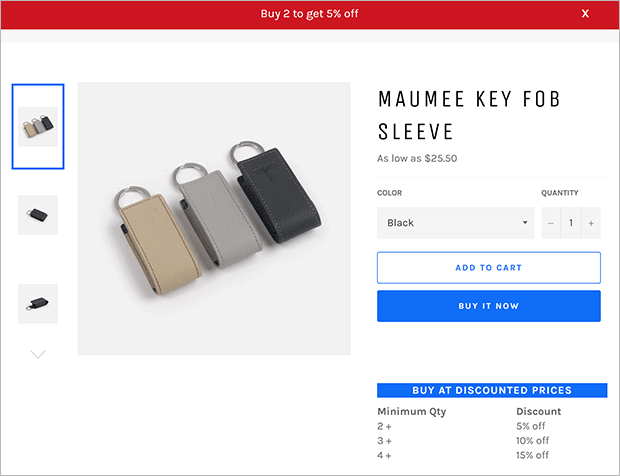 Buy 2 to get 5% off X
MAUMEE KEY FOB
SLEEVE
As low as $25.50
COLOR QUANTITY
Black − 1 +
ADD TO CART
BUY IT NOW
BUY AT DISCOUNTED PRICES
Minimum Qty Discount
2 + 5% off
3 + 10% off
4 + 15% off